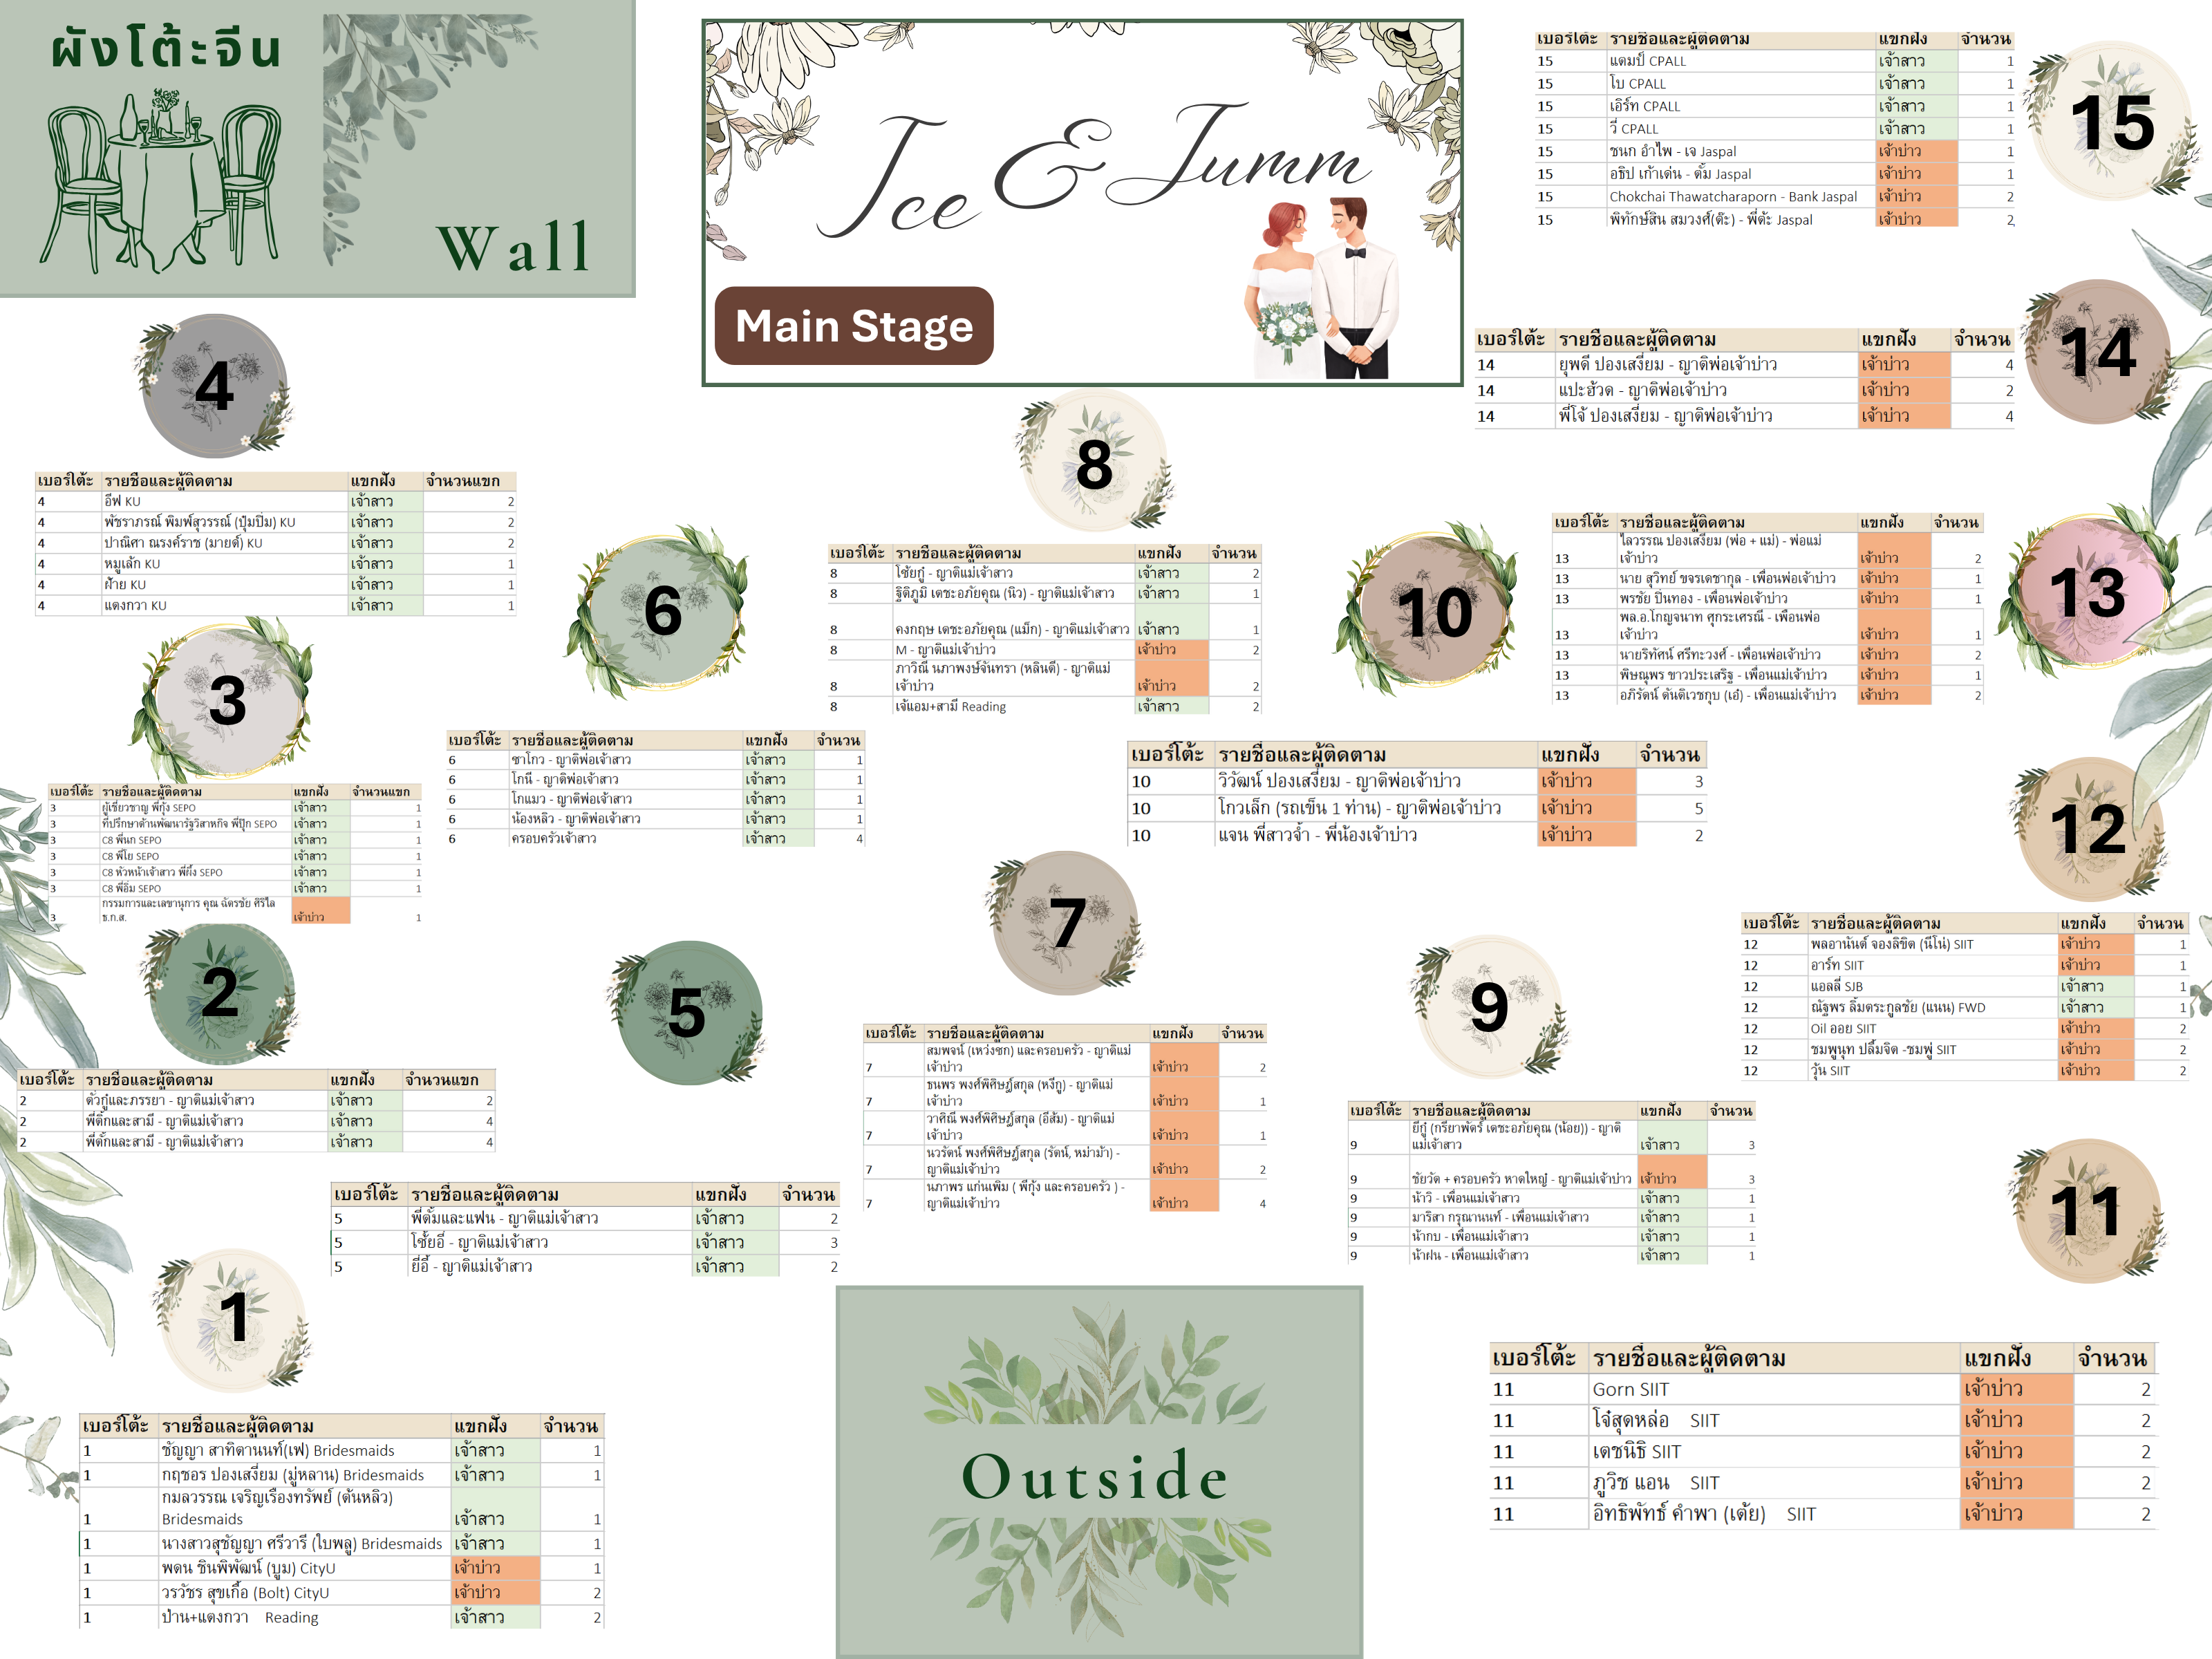 ผังโต้ะจีน
Wall
Ice & Jumm
Main Stage
15
เบอร์โต้ะ รายชื่อและผู้ติดตาม แขกฝั่ง จำนวน
15 แคมป์ CPALL เจ้าสาว 1
15 โบ CPALL เจ้าสาว 1
15 เอิร์ท CPALL เจ้าสาว 1
15 วี่ CPALL เจ้าสาว 1
15 ชนก อำไพ - เจ Jaspal เจ้าบ่าว 1
15 อธิป เก้าเด่น - ดั้ม Jaspal เจ้าบ่าว 1
15 Chokchai Thawatcharaporn - Bank Jaspal เจ้าบ่าว 2
15 พิทักษ์สิน สมวงศ์(ต๊ะ) - พี่ต๊ะ Jaspal เจ้าบ่าว 2
14
เบอร์โต้ะ รายชื่อและผู้ติดตาม แขกฝั่ง จำนวน
14 ยุพดี ปองเสงี่ยม - ญาติพ่อเจ้าบ่าว เจ้าบ่าว 4
14 แปะฮ้วด - ญาติพ่อเจ้าบ่าว เจ้าบ่าว 2
14 พี่โจ้ ปองเสงี่ยม - ญาติพ่อเจ้าบ่าว เจ้าบ่าว 4
4
เบอร์โต้ะ รายชื่อและผู้ติดตาม แขกฝั่ง จำนวนแขก
4 อีฟ KU เจ้าสาว 2
4 พัชราภรณ์ พิมพ์สุวรรณ์ (ปุ๋มปิ๋ม) KU เจ้าสาว 2
4 ปาณิศา ณรงค์ราช (มายด์) KU เจ้าสาว 2
4 หมูเล้ก KU เจ้าสาว 1
4 ฝ้าย KU เจ้าสาว 1
4 แตงกวา KU เจ้าสาว 1
8
เบอร์โต้ะ รายชื่อและผู้ติดตาม แขกฝั่ง จำนวน
8 โซ้ยกู๋ - ญาติแม่เจ้าสาว เจ้าสาว 2
8 ฐิติภูมิ เตชะอภัยคุณ (นิว) - ญาติแม่เจ้าสาว เจ้าสาว 1
8 คงกฤษ เตชะอภัยคุณ (แม็ก) - ญาติแม่เจ้าสาว เจ้าสาว 1
8 M - ญาติแม่เจ้าบ่าว เจ้าบ่าว 2
ภาวิณี นภาพงษ์จันทรา (หลินตี) - ญาติแม่
8 เจ้าบ่าว เจ้าบ่าว 2
8 เจ้แอม+สามี Reading เจ้าสาว 2
6
10
13
เบอร์โต้ะ รายชื่อและผู้ติดตาม แขกฝั่ง จำนวน
ไลวรรณ ปองเสงี่ยม (พ่อ + แม่) - พ่อแม่
13 เจ้าบ่าว เจ้าบ่าว 2
13 นาย สุวิทย์ ขจรเดชากุล - เพื่อนพ่อเจ้าบ่าว เจ้าบ่าว 1
13 พรชัย ปิ่นทอง - เพื่อนพ่อเจ้าบ่าว เจ้าบ่าว 1
พล.อ.โกญจนาท ศุกระเศรณี - เพื่อนพ่อ
13 เจ้าบ่าว เจ้าบ่าว 1
13 นายริทัศน์ ศรีทะวงศ์ - เพื่อนพ่อเจ้าบ่าว เจ้าบ่าว 2
13 พิษณุพร ขาวประเสริฐ - เพื่อนแม่เจ้าบ่าว เจ้าบ่าว 1
13 อภิรัตน์ ตันติเวชกุบ (เอ๋) - เพื่อนแม่เจ้าบ่าว เจ้าบ่าว 2
3
เบอร์โต้ะ รายชื่อและผู้ติดตาม แขกฝั่ง จำนวนแขก
3 ผู้เชี่ยวชาญ พี่กุ้ง SEPO เจ้าสาว 1
3 ที่ปรึกษาด้านพัฒนารัฐวิสาหกิจ พี่ปุ๊ก SEPO เจ้าสาว 1
3 C8 พี่นก SEPO เจ้าสาว 1
3 C8 พี่โย SEPO เจ้าสาว 1
3 C8 หัวหน้าเจ้าสาว พี่ผึ้ง SEPO เจ้าสาว 1
3 C8 พี่อิ๋ม SEPO เจ้าสาว 1
กรรมการและเลขานุการ คุณ ฉัตรชัย ศิริไล
3 ธ.ก.ส. เจ้าบ่าว 1
เบอร์โต้ะ รายชื่อและผู้ติดตาม แขกฝั่ง จำนวน
6 ซาโกว - ญาติพ่อเจ้าสาว เจ้าสาว 1
6 โกนี - ญาติพ่อเจ้าสาว เจ้าสาว 1
6 โกแมว - ญาติพ่อเจ้าสาว เจ้าสาว 1
6 น้องหลิว - ญาติพ่อเจ้าสาว เจ้าสาว 1
6 ครอบครัวเจ้าสาว เจ้าสาว 4
เบอร์โต้ะ รายชื่อและผู้ติดตาม แขกฝั่ง จำนวน
10 วิวัฒน์ ปองเสงี่ยม - ญาติพ่อเจ้าบ่าว เจ้าบ่าว 3
10 โกวเล็ก (รถเข็น 1 ท่าน) - ญาติพ่อเจ้าบ่าว เจ้าบ่าว 5
10 แจน พี่สาวจ้ำ - พี่น้องเจ้าบ่าว เจ้าบ่าว 2
12
เบอร์โต้ะ รายชื่อและผู้ติดตาม แขกฝั่ง จำนวน
12 พลอานันต์ จองลิขิต (นีโน่) SIIT เจ้าบ่าว 1
12 อาร์ท SIIT เจ้าบ่าว 1
12 แอลลี่ SJB เจ้าสาว 1
12 ณัฐพร ลิ้มตระกูลชัย (แนน) FWD เจ้าสาว 1
12 Oil ออย SIIT เจ้าบ่าว 2
12 ชมพูนุท ปลื้มจิต -ชมพู่ SIIT เจ้าบ่าว 2
12 วุ้น SIIT เจ้าบ่าว 2
2
เบอร์โต้ะ รายชื่อและผู้ติดตาม แขกฝั่ง จำนวนแขก
2 ตั่วกู๋และภรรยา - ญาติแม่เจ้าสาว เจ้าสาว 2
2 พี่ติ๊กและสามี - ญาติแม่เจ้าสาว เจ้าสาว 4
2 พี่ตั๊กและสามี - ญาติแม่เจ้าสาว เจ้าสาว 4
5
เบอร์โต้ะ รายชื่อและผู้ติดตาม แขกฝั่ง จำนวน
5 พี่ตั้มและแฟน - ญาติแม่เจ้าสาว เจ้าสาว 2
5 โซ้ยอี๊ - ญาติแม่เจ้าสาว เจ้าสาว 3
5 ยี่อี๊ - ญาติแม่เจ้าสาว เจ้าสาว 2
7
เบอร์โต้ะ รายชื่อและผู้ติดตาม แขกฝั่ง จำนวน
สมพจน์ (เหว่งซก) และครอบครัว - ญาติแม่
7 เจ้าบ่าว เจ้าบ่าว 2
ชนพร พงศ์พิศิษฎ์สกุล (หงีกู) - ญาติแม่
7 เจ้าบ่าว เจ้าบ่าว 1
วาศิณี พงศ์พิศิษฎ์สกุล (อีส้ม) - ญาติแม่
7 เจ้าบ่าว เจ้าบ่าว 1
นวรัตน์ พงศ์พิศิษฎ์สกุล (รัตน์, หม่าม้า) -
7 ญาติแม่เจ้าบ่าว เจ้าบ่าว 2
นภาพร แก่นเพิ่ม ( พี่กุ้ง และครอบครัว ) -
7 ญาติแม่เจ้าบ่าว เจ้าบ่าว 4
9
เบอร์โต้ะ รายชื่อและผู้ติดตาม แขกฝั่ง จำนวน
ยี่กู๋ (กรียาพัตร์ เตชะอภัยคุณ (น้อย)) - ญาติ
9 แม่เจ้าสาว เจ้าสาว 3
9 ชัยวัด + ครอบครัว หาดใหญ่ - ญาติแม่เจ้าบ่าว เจ้าบ่าว 3
9 น้าวี - เพื่อนแม่เจ้าสาว เจ้าสาว 1
9 มาริสา กรุณานนท์ - เพื่อนแม่เจ้าสาว เจ้าสาว 1
9 น้ากบ - เพื่อนแม่เจ้าสาว เจ้าสาว 1
9 น้าฝน - เพื่อนแม่เจ้าสาว เจ้าสาว 1
1
เบอร์โต้ะ รายชื่อและผู้ติดตาม แขกฝั่ง จำนวน
1 ชัญญา สาทิตานนท์(เฟ) Bridesmaids เจ้าสาว 1
1 กฤชอร ปองเสงี่ยม (มู่หลาน) Bridesmaids เจ้าสาว 1
กมลวรรณ เจริญเรืองทรัพย์ (ต้นหลิว)
1 Bridesmaids เจ้าสาว 1
1 นางสาวสุชัญญา ศรีวารี (ใบพลู) Bridesmaids เจ้าสาว 1
1 พดน ชินพิพัฒน์ (บูม) CityU เจ้าบ่าว 1
1 วรวัชร สุขเกื้อ (Bolt) CityU เจ้าบ่าว 2
1 ป่าน+แตงกวา Reading เจ้าสาว 2
Outside
11
เบอร์โต้ะ รายชื่อและผู้ติดตาม แขกฝั่ง จำนวน
11 Gorn SIIT เจ้าบ่าว 2
11 โจ๋สุดหล่อ SIIT เจ้าบ่าว 2
11 เตชนิธิ SIIT เจ้าบ่าว 2
11 ภูวิช แอน SIIT เจ้าบ่าว 2
11 อิทธิพัทธ์ คำพา (เต้ย) SIIT เจ้าบ่าว 2